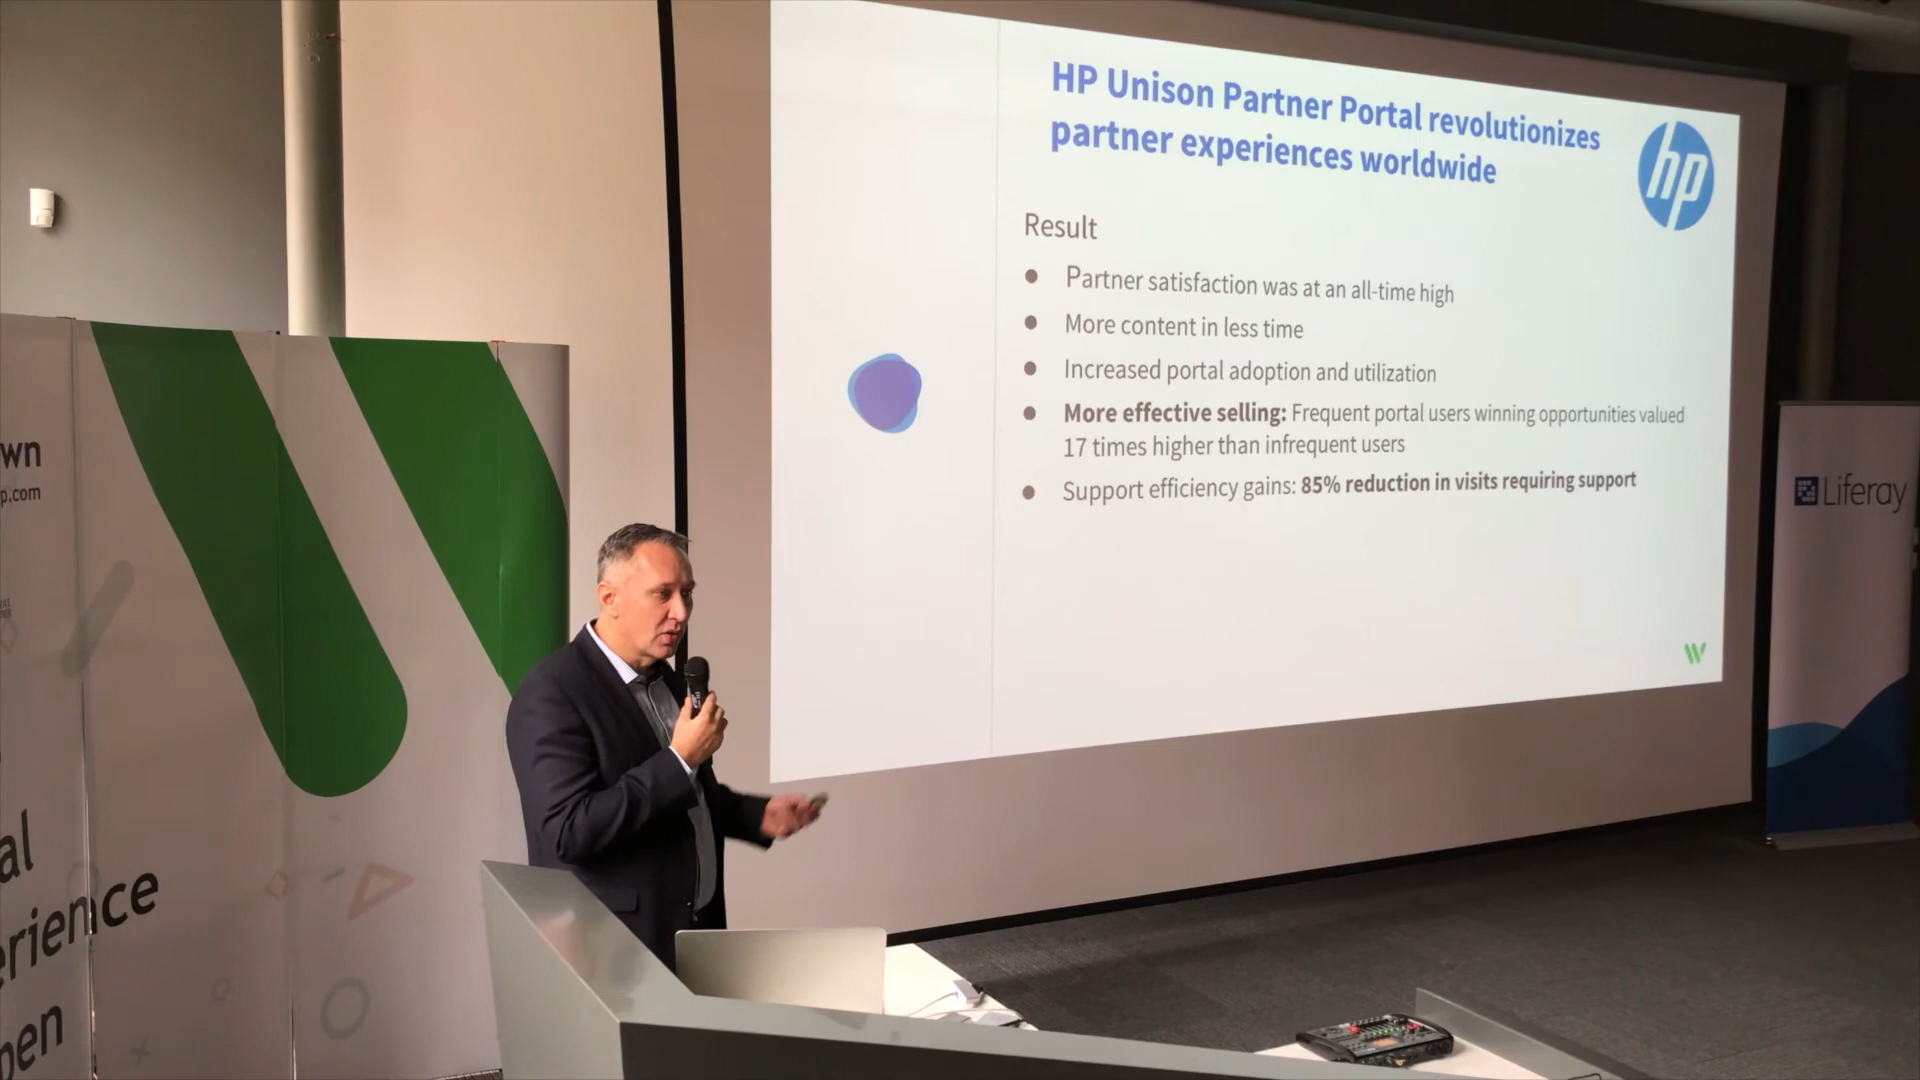 HP Unison Partner Portal revolutionizes
partner experiences worldwide
hp
Result
Partner satisfaction was at an all-time high
More content in less time
Increased portal adoption and utilization
More effective selling: Frequent portal users winning opportunities valued
17 times higher than infrequent users
Support efficiency gains: 85% reduction in visits requiring support
Liferay
wn
p.com
al
erience
pen